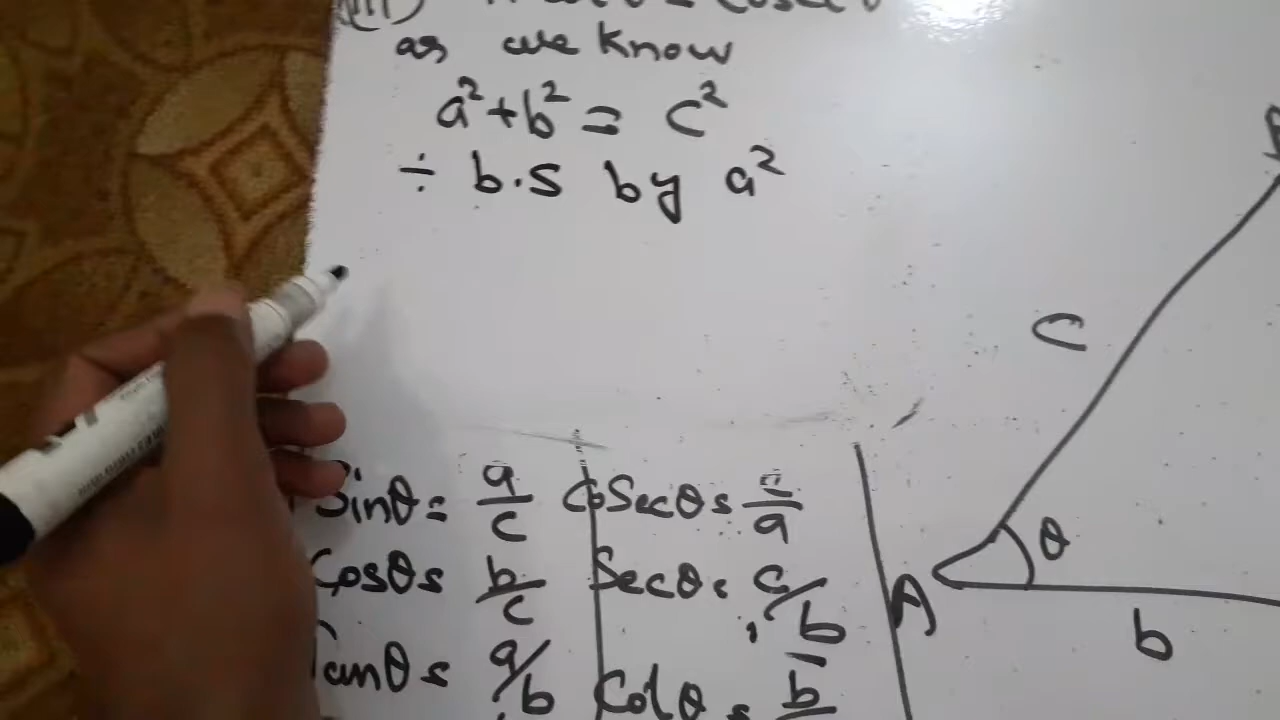 as we know
a² + b² = c²
÷ b.s by a²
Sinθ = a/c Cosecθ = c/a
Cosθ = b/c Secθ = c/b
Tanθ = a/b Cotθ = b
C
θ
A
b